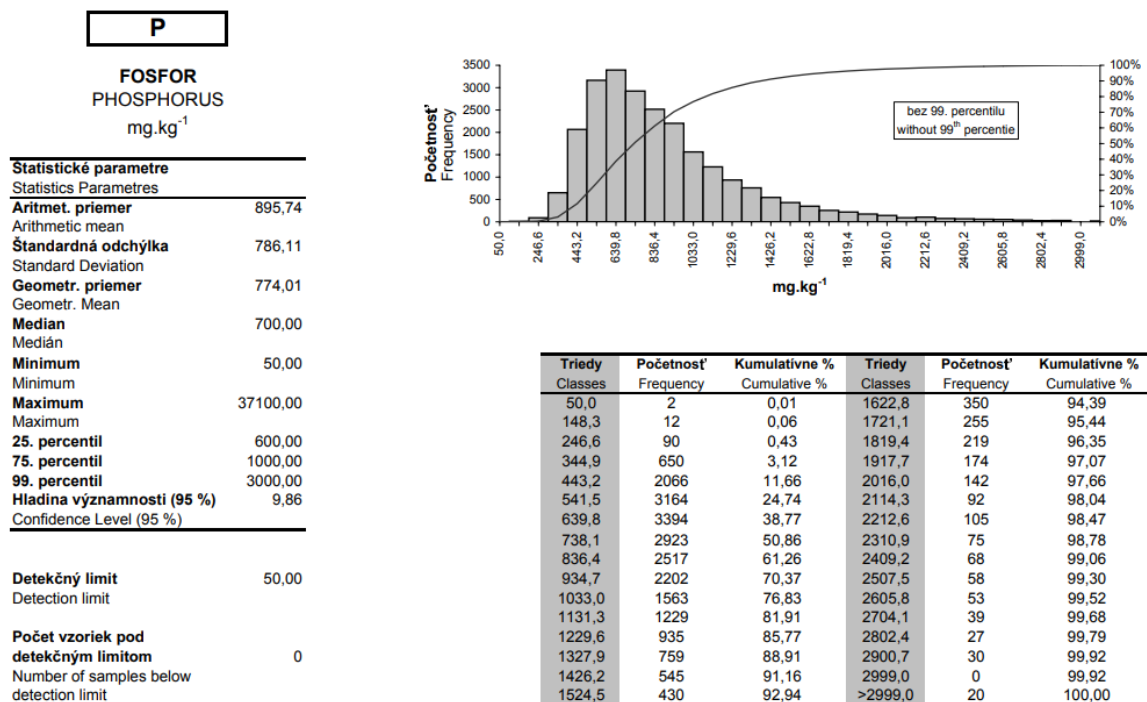 P
FOSFOR
PHOSPHORUS
mg.kg-1
Statistické parametre
Statistics Parametres
Aritmet. priemer 895,74
Arithmetic mean
Štandardná odchýlka 786,11
Standard Deviation
Geometr. priemer 774,01
Geometr. Mean
Median 700,00
Medián
Minimum 50,00
Minimum
Maximum 37100,00
Maximum
25. percentil 600,00
75. percentil 1000,00
99. percentil 3000,00
Hladina významnosti (95 %) 9,86
Confidence Level (95 %)
Detekčný limit 50,00
Detection limit
Počet vzoriek pod
detekčným limitom 0
Number of samples below
detection limit
Početnosť
Frequency
3500
3000
2500
2000
1500
1000
500
0
100%
90%
80%
70%
60%
50%
40%
30%
20%
10%
0%
bez 99. percentilu
without 99th percentie
50,0 246,6 443,2 639,8 836,4 1033,0 1229,6 1426,2 1622,8 1819,4 2016,0 2212,6 2409,2 2605,8 2802,4 2999,0
mg.kg-1
Triedy Početnosť Kumulatívne % Triedy Početnosť Kumulatívne %
Classes Frequency Cumulative % Classes Frequency Cumulative %
50,0 2 0,01 1622,8 350 94,39
148,3 12 0,06 1721,1 255 95,44
246,6 90 0,43 1819,4 219 96,35
344,9 650 3,12 1917,7 174 97,07
443,2 2066 11,66 2016,0 142 97,66
541,5 3164 24,74 2114,3 92 98,04
639,8 3394 38,77 2212,6 105 98,47
738,1 2923 50,86 2310,9 75 98,78
836,4 2517 61,26 2409,2 68 99,06
934,7 2202 70,37 2507,5 58 99,30
1033,0 1563 76,83 2605,8 53 99,52
1131,3 1229 81,91 2704,1 39 99,68
1229,6 935 85,77 2802,4 27 99,79
1327,9 759 88,91 2900,7 30 99,92
1426,2 545 91,16 2999,0 0 99,92
1524,5 430 92,94 >2999,0 20 100,00